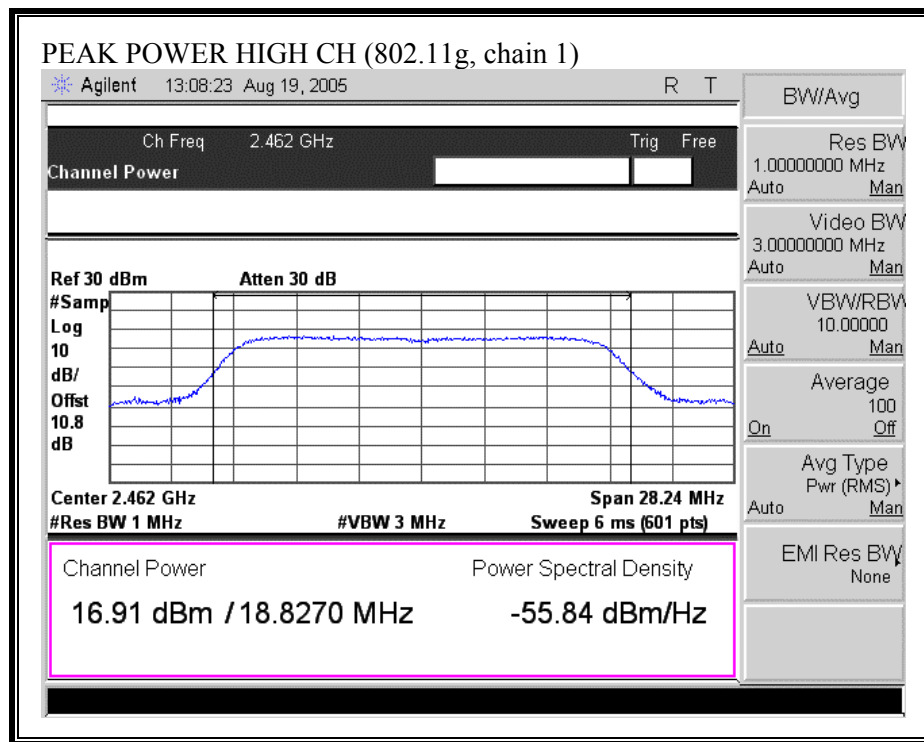 PEAK POWER HIGH CH (802.11g, chain 1)
Agilent 13:08:23 Aug 19, 2005 R T
Ch Freq 2.462 GHz Trig Free
Channel Power
Ref 30 dBm Atten 30 dB
#Samp
Log
10
dB/
Offst
10.8
dB
Center 2.462 GHz Span 28.24 MHz
#Res BW 1 MHz #VBW 3 MHz Sweep 6 ms (601 pts)
Channel Power Power Spectral Density
16.91 dBm / 18.8270 MHz -55.84 dBm/Hz
BW/Avg
Res BW
1.00000000 MHz
Auto Man
Video BW
3.00000000 MHz
Auto Man
VBW/RBW
10.00000
Auto Man
Average
100
On Off
Avg Type
Pwr (RMS)
Auto Man
EMI Res BW
None